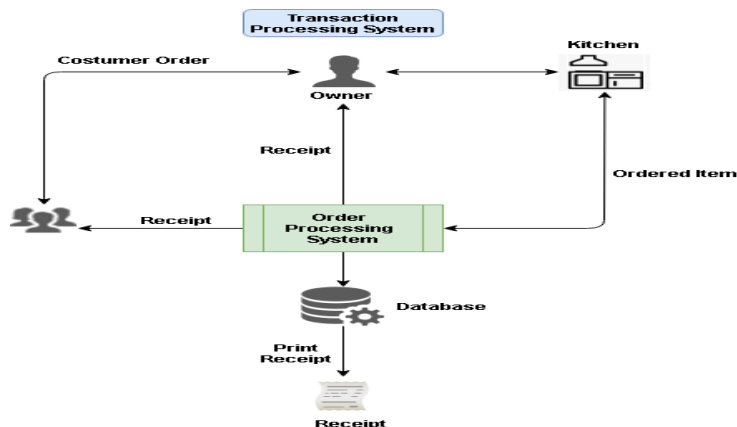 Transaction
Processing System
Costumer Order
Kitchen
Owner
Receipt
Ordered Item
Receipt
Order
Processing
System
Database
Print
Receipt
Receipt